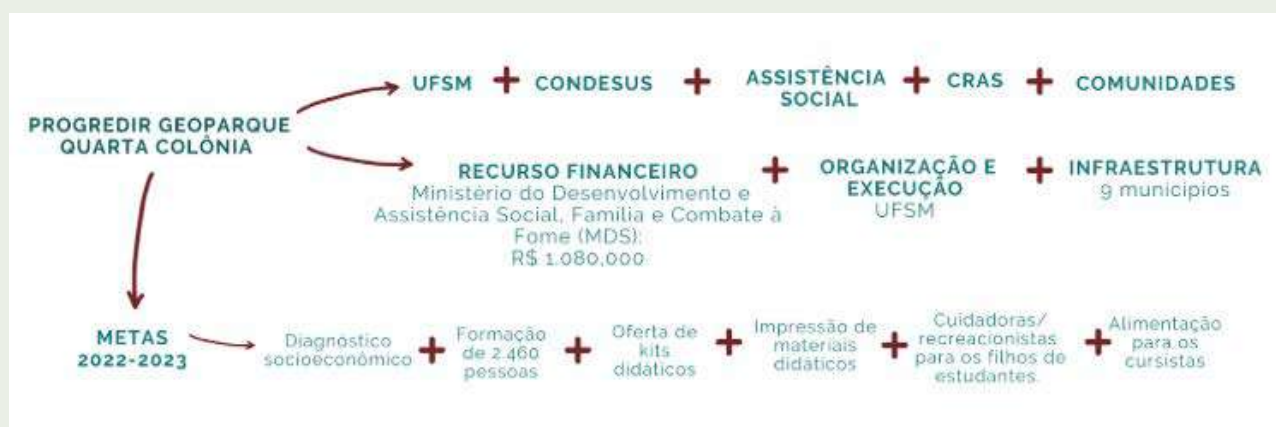 UFSM + CONDESUS + ASSISTÊNCIA SOCIAL + CRAS + COMUNIDADES
PROGREDIR GEOPARQUE
QUARTA COLÔNIA
RECURSO FINANCEIRO
Ministério do Desenvolvimento e
Assistência Social, Família e Combate à
Fome (MDS):
R$ 1.080,000
+
ORGANIZAÇÃO E
EXECUÇÃO
UFSM
+
INFRAESTRUTURA
9 municípios
METAS
2022-2023
Diagnóstico
socioeconômico
+
Formação
de 2.460
pessoas
+
Oferta de
kits
didáticos
+
Impressão de
materiais
didáticos
+
Cuidadoras/
recreacionistas
para os filhos de
estudantes.
+
Alimentação
para os
cursistas